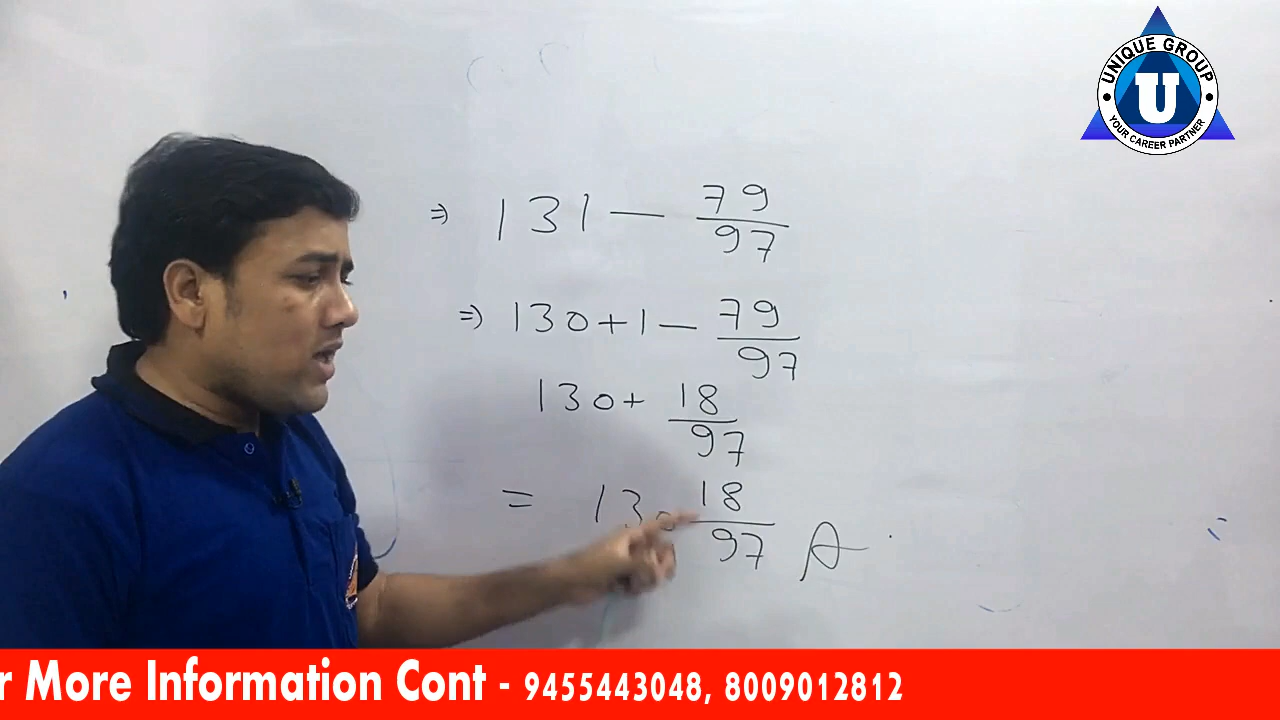 UNIQUE GROUP
U
YOUR CAREER PARTNER
⇒ 131 — 79/97
⇒ 130 + 1 — 79/97
130 + 18/97
= 130 18/97 A
r More Information Cont - 9455443048, 8009012812